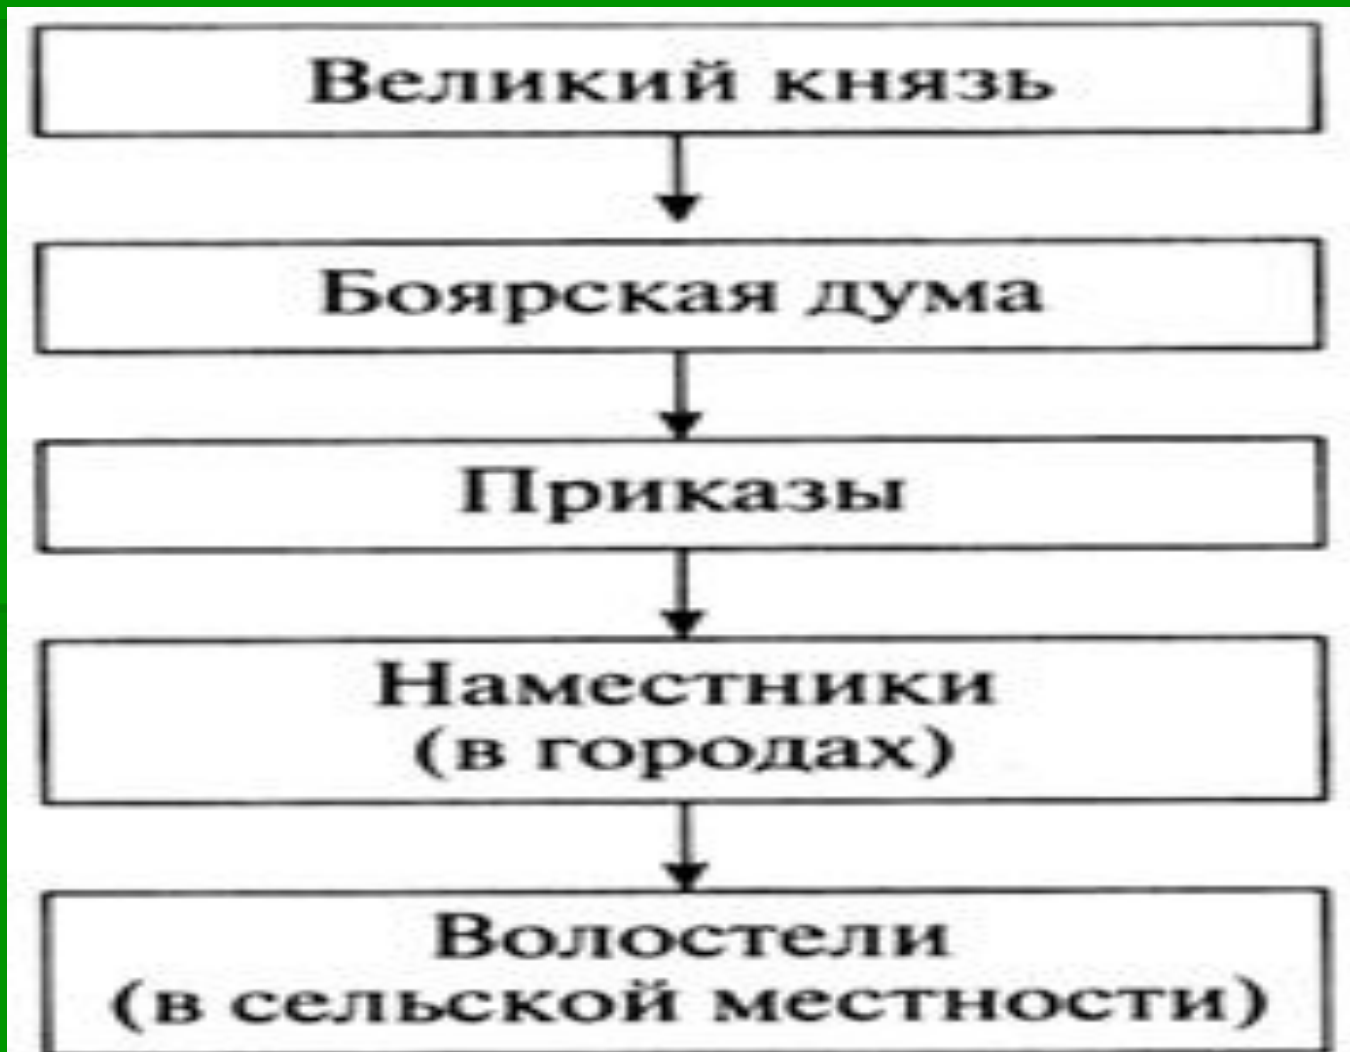 Великий князь
Боярская дума
Приказы
Наместники
(в городах)
Волостели
(в сельской местности)